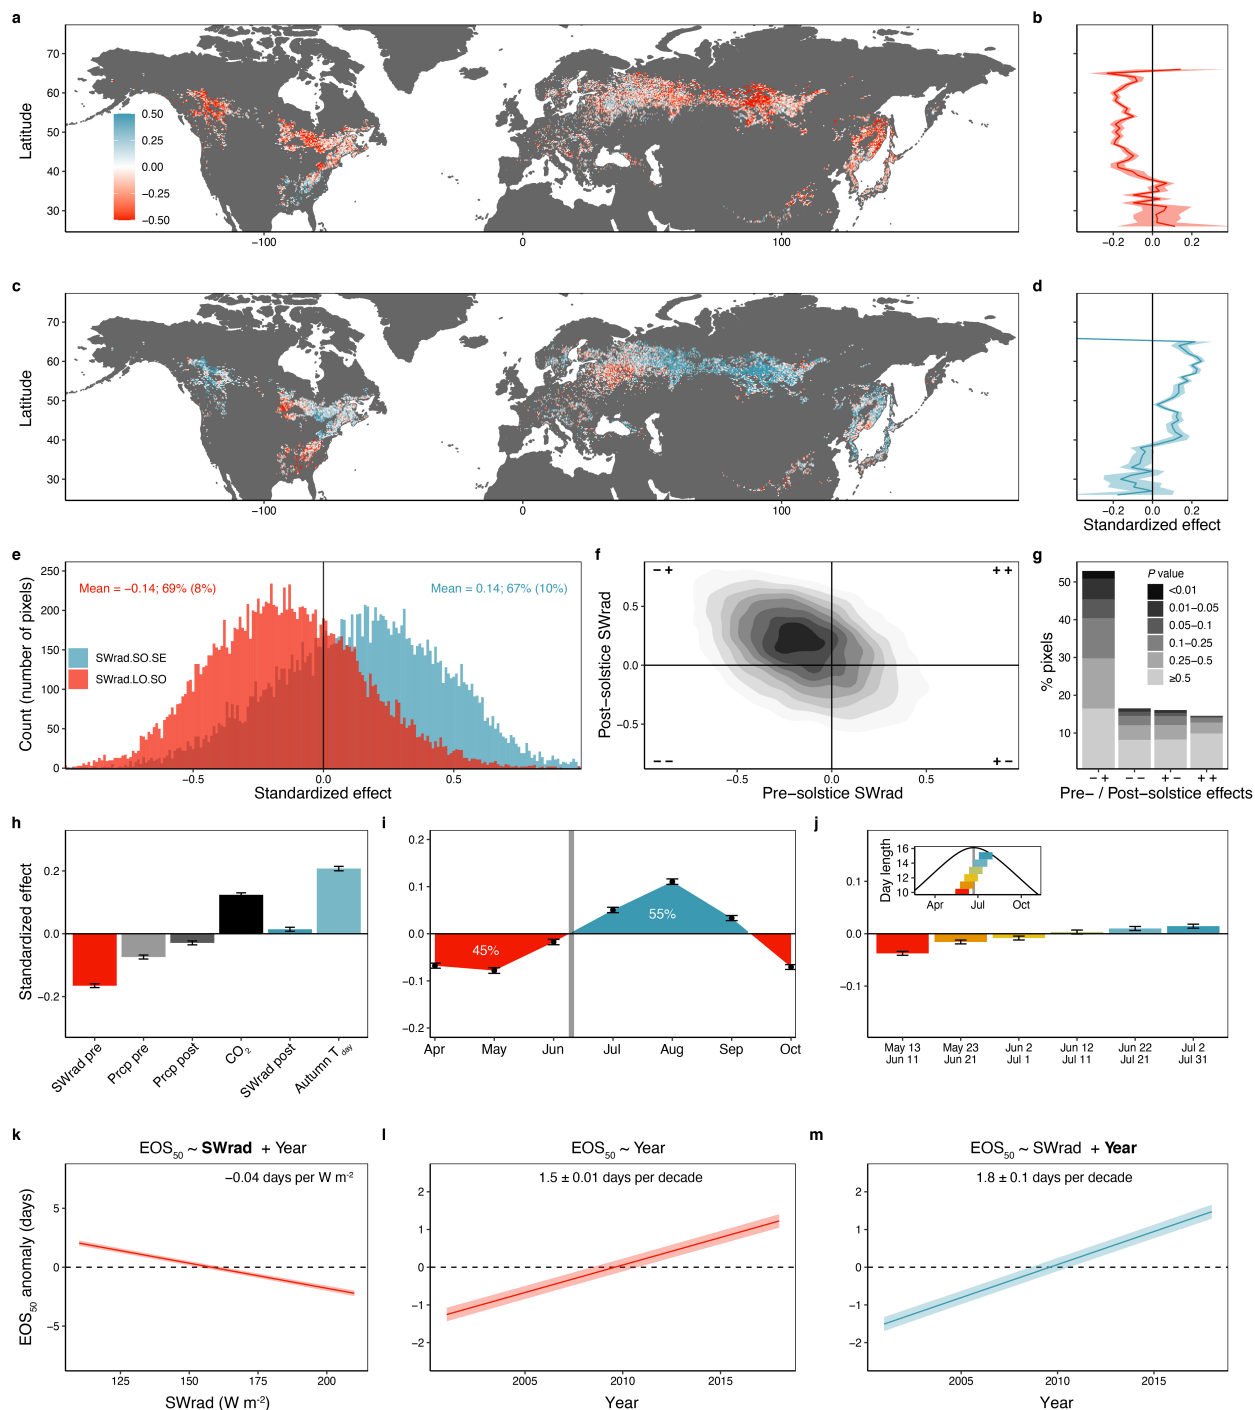 a
b
Latitude
70
60
50
40
30
0.50
0.25
0.00
−0.25
−0.50
−100
0
100
−0.2
0.0
0.2
c
d
Latitude
70
60
50
40
30
−100
0
100
−0.2
0.0
0.2
Standardized effect
e
f
g
Count (number of pixels)
250
200
150
100
50
0
Mean = −0.14; 69% (8%)
Mean = 0.14; 67% (10%)
SWrad.SO.SE
SWrad.LO.SO
−0.5
0.0
0.5
Standardized effect
Post−solstice SWrad
0.5
0.0
−0.5
− +
+ +
− −
+ −
−0.5
0.0
0.5
Pre−solstice SWrad
% pixels
50
40
30
20
10
P value
<0.01
0.01−0.05
0.05−0.1
0.1−0.25
0.25−0.5
≥0.5
− +
− −
+ −
+ +
Pre− / Post−solstice effects
h
i
j
Standardized effect
0.2
0.0
−0.2
SWrad pre
Prcp pre
Prcp post
CO2
SWrad post
Autumn Tday
0.2
0.1
0.0
−0.1
−0.2
45%
55%
Apr
May
Jun
Jul
Aug
Sep
Oct
0.1
0.0
−0.1
Day length
16
14
12
10
Apr
Jul
Oct
May 13
Jun 11
May 23
Jun 21
Jun 2
Jul 1
Jun 12
Jul 11
Jun 22
Jul 21
Jul 2
Jul 31
k
l
m
EOS50 ~ SWrad + Year
EOS50 ~ Year
EOS50 ~ SWrad + Year
EOS50 anomaly (days)
−0.04 days per W m-2
5
0
−5
125
150
175
200
SWrad (W m-2)
1.5 ± 0.01 days per decade
2
1
0
−1
−2
2005
2010
2015
Year
1.8 ± 0.1 days per decade
2
1
0
−1
−2
2005
2010
2015
Year